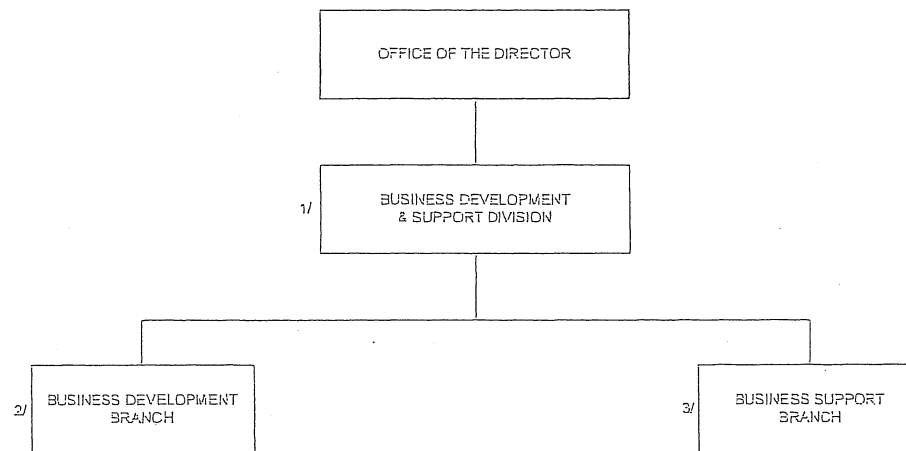 OFFICE OF THE DIRECTOR
1/
BUSINESS DEVELOPMENT
& SUPPORT DIVISION
2/
BUSINESS DEVELOPMENT
BRANCH
3/
BUSINESS SUPPORT
BRANCH